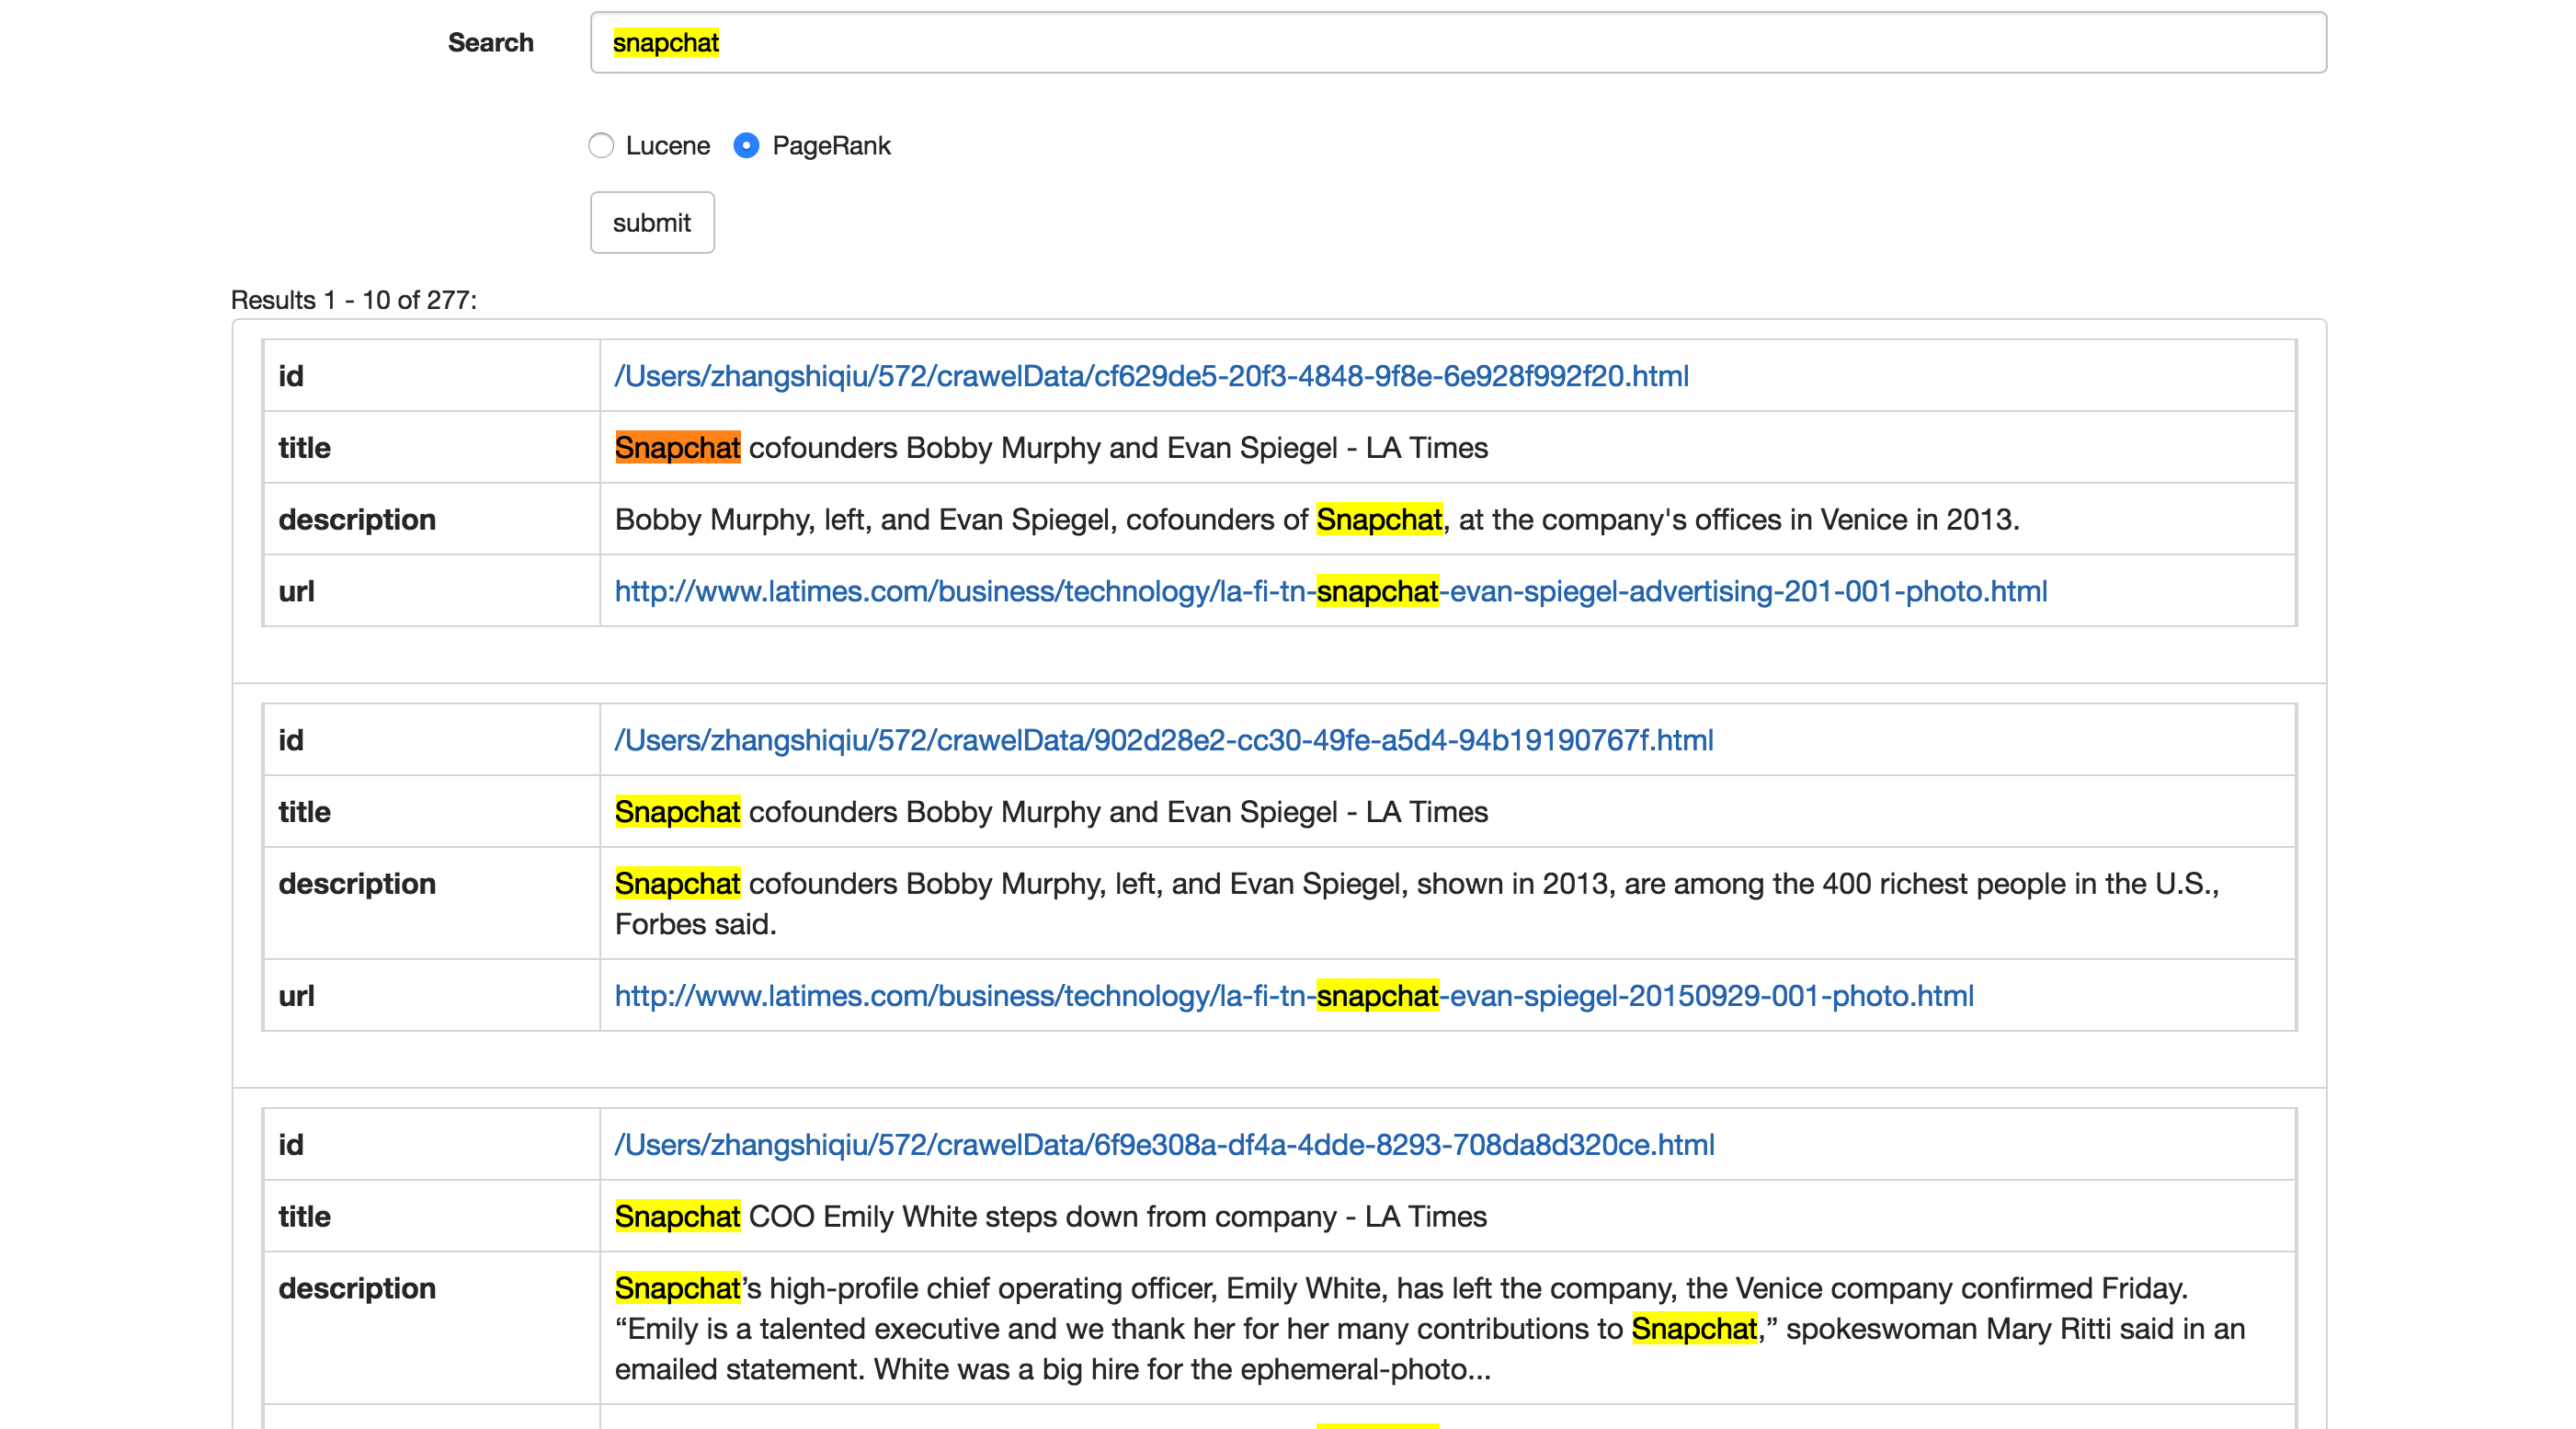 Search snapchat
Lucene PageRank
submit
Results 1 - 10 of 277:
id /Users/zhangshiqiu/572/crawelData/cf629de5-20f3-4848-9f8e-6e928f992f20.html
title Snapchat cofounders Bobby Murphy and Evan Spiegel - LA Times
description Bobby Murphy, left, and Evan Spiegel, cofounders of Snapchat, at the company's offices in Venice in 2013.
url http://www.latimes.com/business/technology/la-fi-tn-snapchat-evan-spiegel-advertising-201-001-photo.html
id /Users/zhangshiqiu/572/crawelData/902d28e2-cc30-49fe-a5d4-94b19190767f.html
title Snapchat cofounders Bobby Murphy and Evan Spiegel - LA Times
description Snapchat cofounders Bobby Murphy, left, and Evan Spiegel, shown in 2013, are among the 400 richest people in the U.S.,
Forbes said.
url http://www.latimes.com/business/technology/la-fi-tn-snapchat-evan-spiegel-20150929-001-photo.html
id /Users/zhangshiqiu/572/crawelData/6f9e308a-df4a-4dde-8293-708da8d320ce.html
title Snapchat COO Emily White steps down from company - LA Times
description Snapchat’s high-profile chief operating officer, Emily White, has left the company, the Venice company confirmed Friday.
“Emily is a talented executive and we thank her for her many contributions to Snapchat,” spokeswoman Mary Ritti said in an
emailed statement. White was a big hire for the ephemeral-photo...